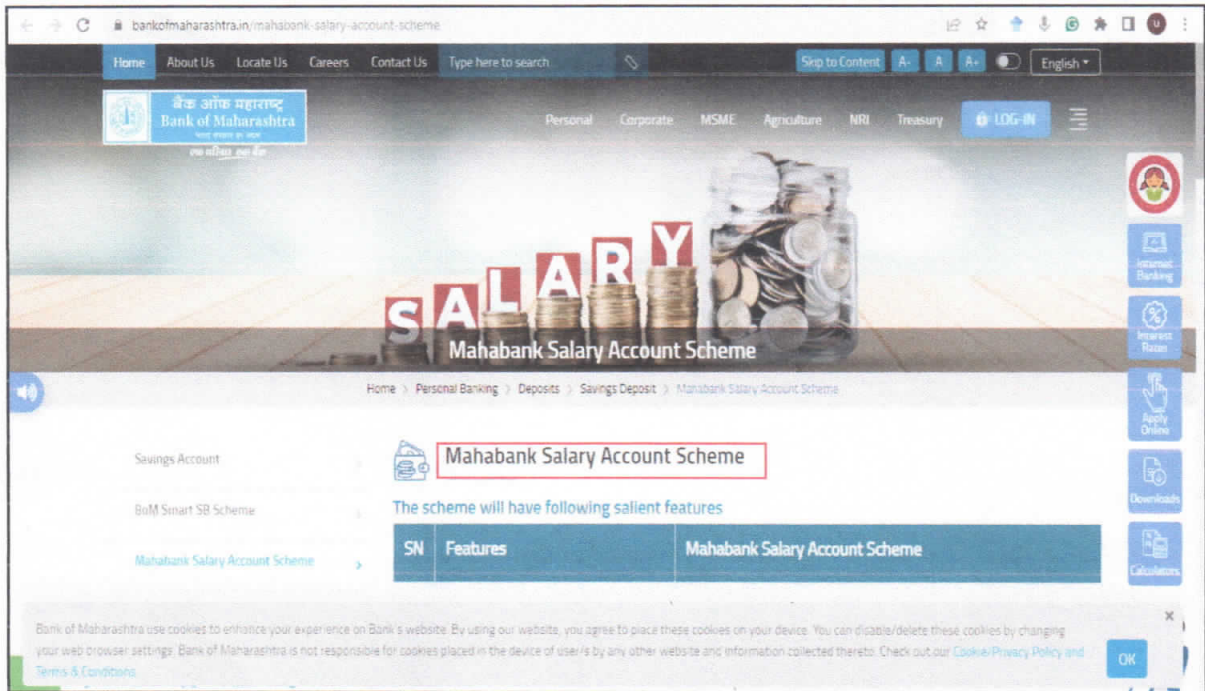 bankofmaharashtra.in/mahabank-salary-account-scheme
Home About Us Locate Us Careers Contact Us Type here to search Skip to Content A- A A+ English
बैंक ऑफ महाराष्ट्र
Bank of Maharashtra
एक परिवार एक बैंक
Personal Corporate MSME Agriculture NRI Treasury LOG-IN
SALARY
Mahabank Salary Account Scheme
Home > Personal Banking > Deposits > Savings Deposit > Mahabank Salary Account Scheme
Internet
Banking
Interest
Rates
Apply
Online
Downloads
Calculators
Savings Account
BoM Smart SB Scheme
Mahabank Salary Account Scheme >
Mahabank Salary Account Scheme
The scheme will have following salient features
SN Features Mahabank Salary Account Scheme
Bank of Maharashtra use cookies to enhance your experience on Bank's website. By using our website, you agree to place these cookies on your device. You can disable/delete these cookies by changing
your web browser settings. Bank of Maharashtra is not responsible for cookies placed in the device of user/s by any other website and information collected thereto. Check out our Cookie/Privacy Policy and
Terms & Conditions
OK